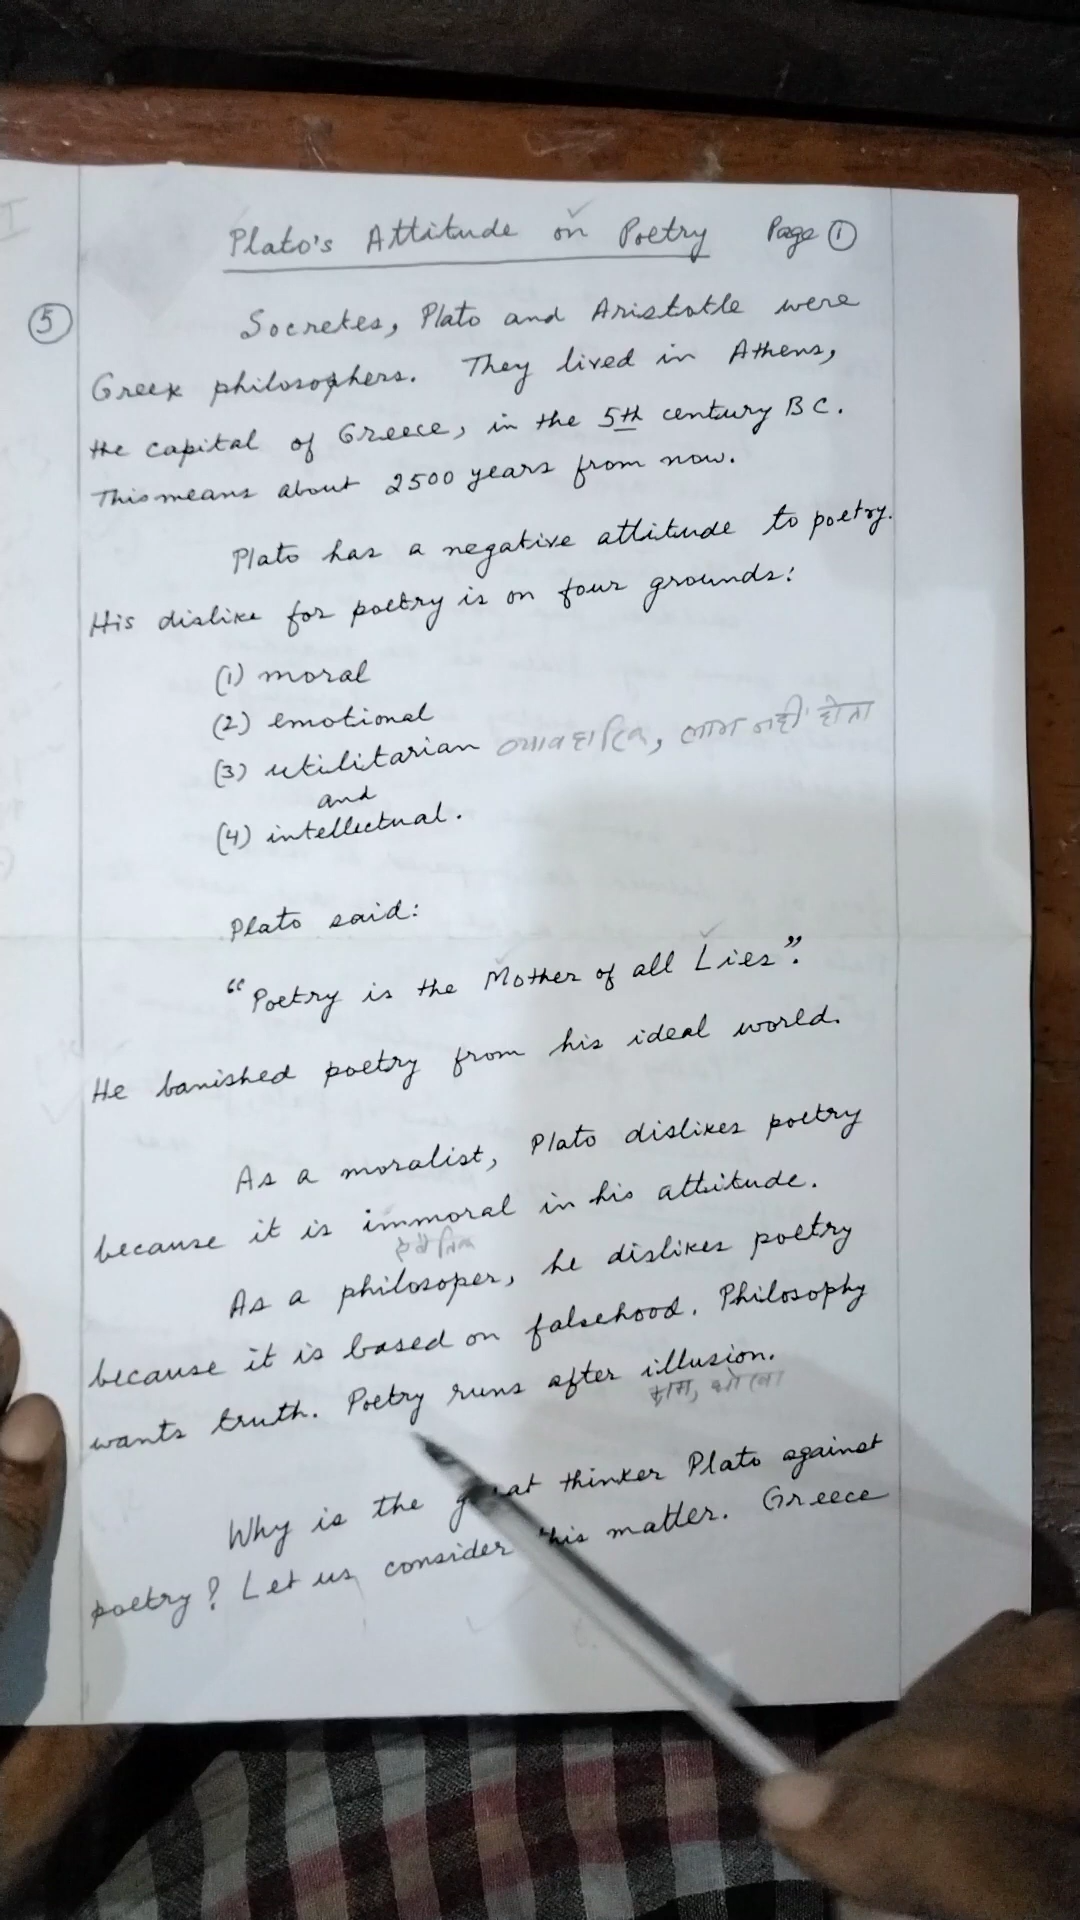 Plato's Attitude on Poetry Page 1
5
Socretes, Plato and Aristotle were
Greek philosophers. They lived in Athens,
the capital of Greece, in the 5th century BC.
This means about 2500 years from now.
Plato has a negative attitude to poetry.
His dislike for poetry is on four grounds:
(1) moral
(2) emotional
(3) utilitarian व्यावहारिक, लाभ नहीं होता
and
(4) intellectual.
Plato said:
"Poetry is the Mother of all Lies".
He banished poetry from his ideal world.
As a moralist, Plato dislikes poetry
because it is immoral in his attitude.
As a philosoper, he dislikes poetry
because it is based on falsehood. Philosophy
wants truth. Poetry runs after illusion.
Why is the great thinker Plato against
poetry? Let us consider this matter. Greece